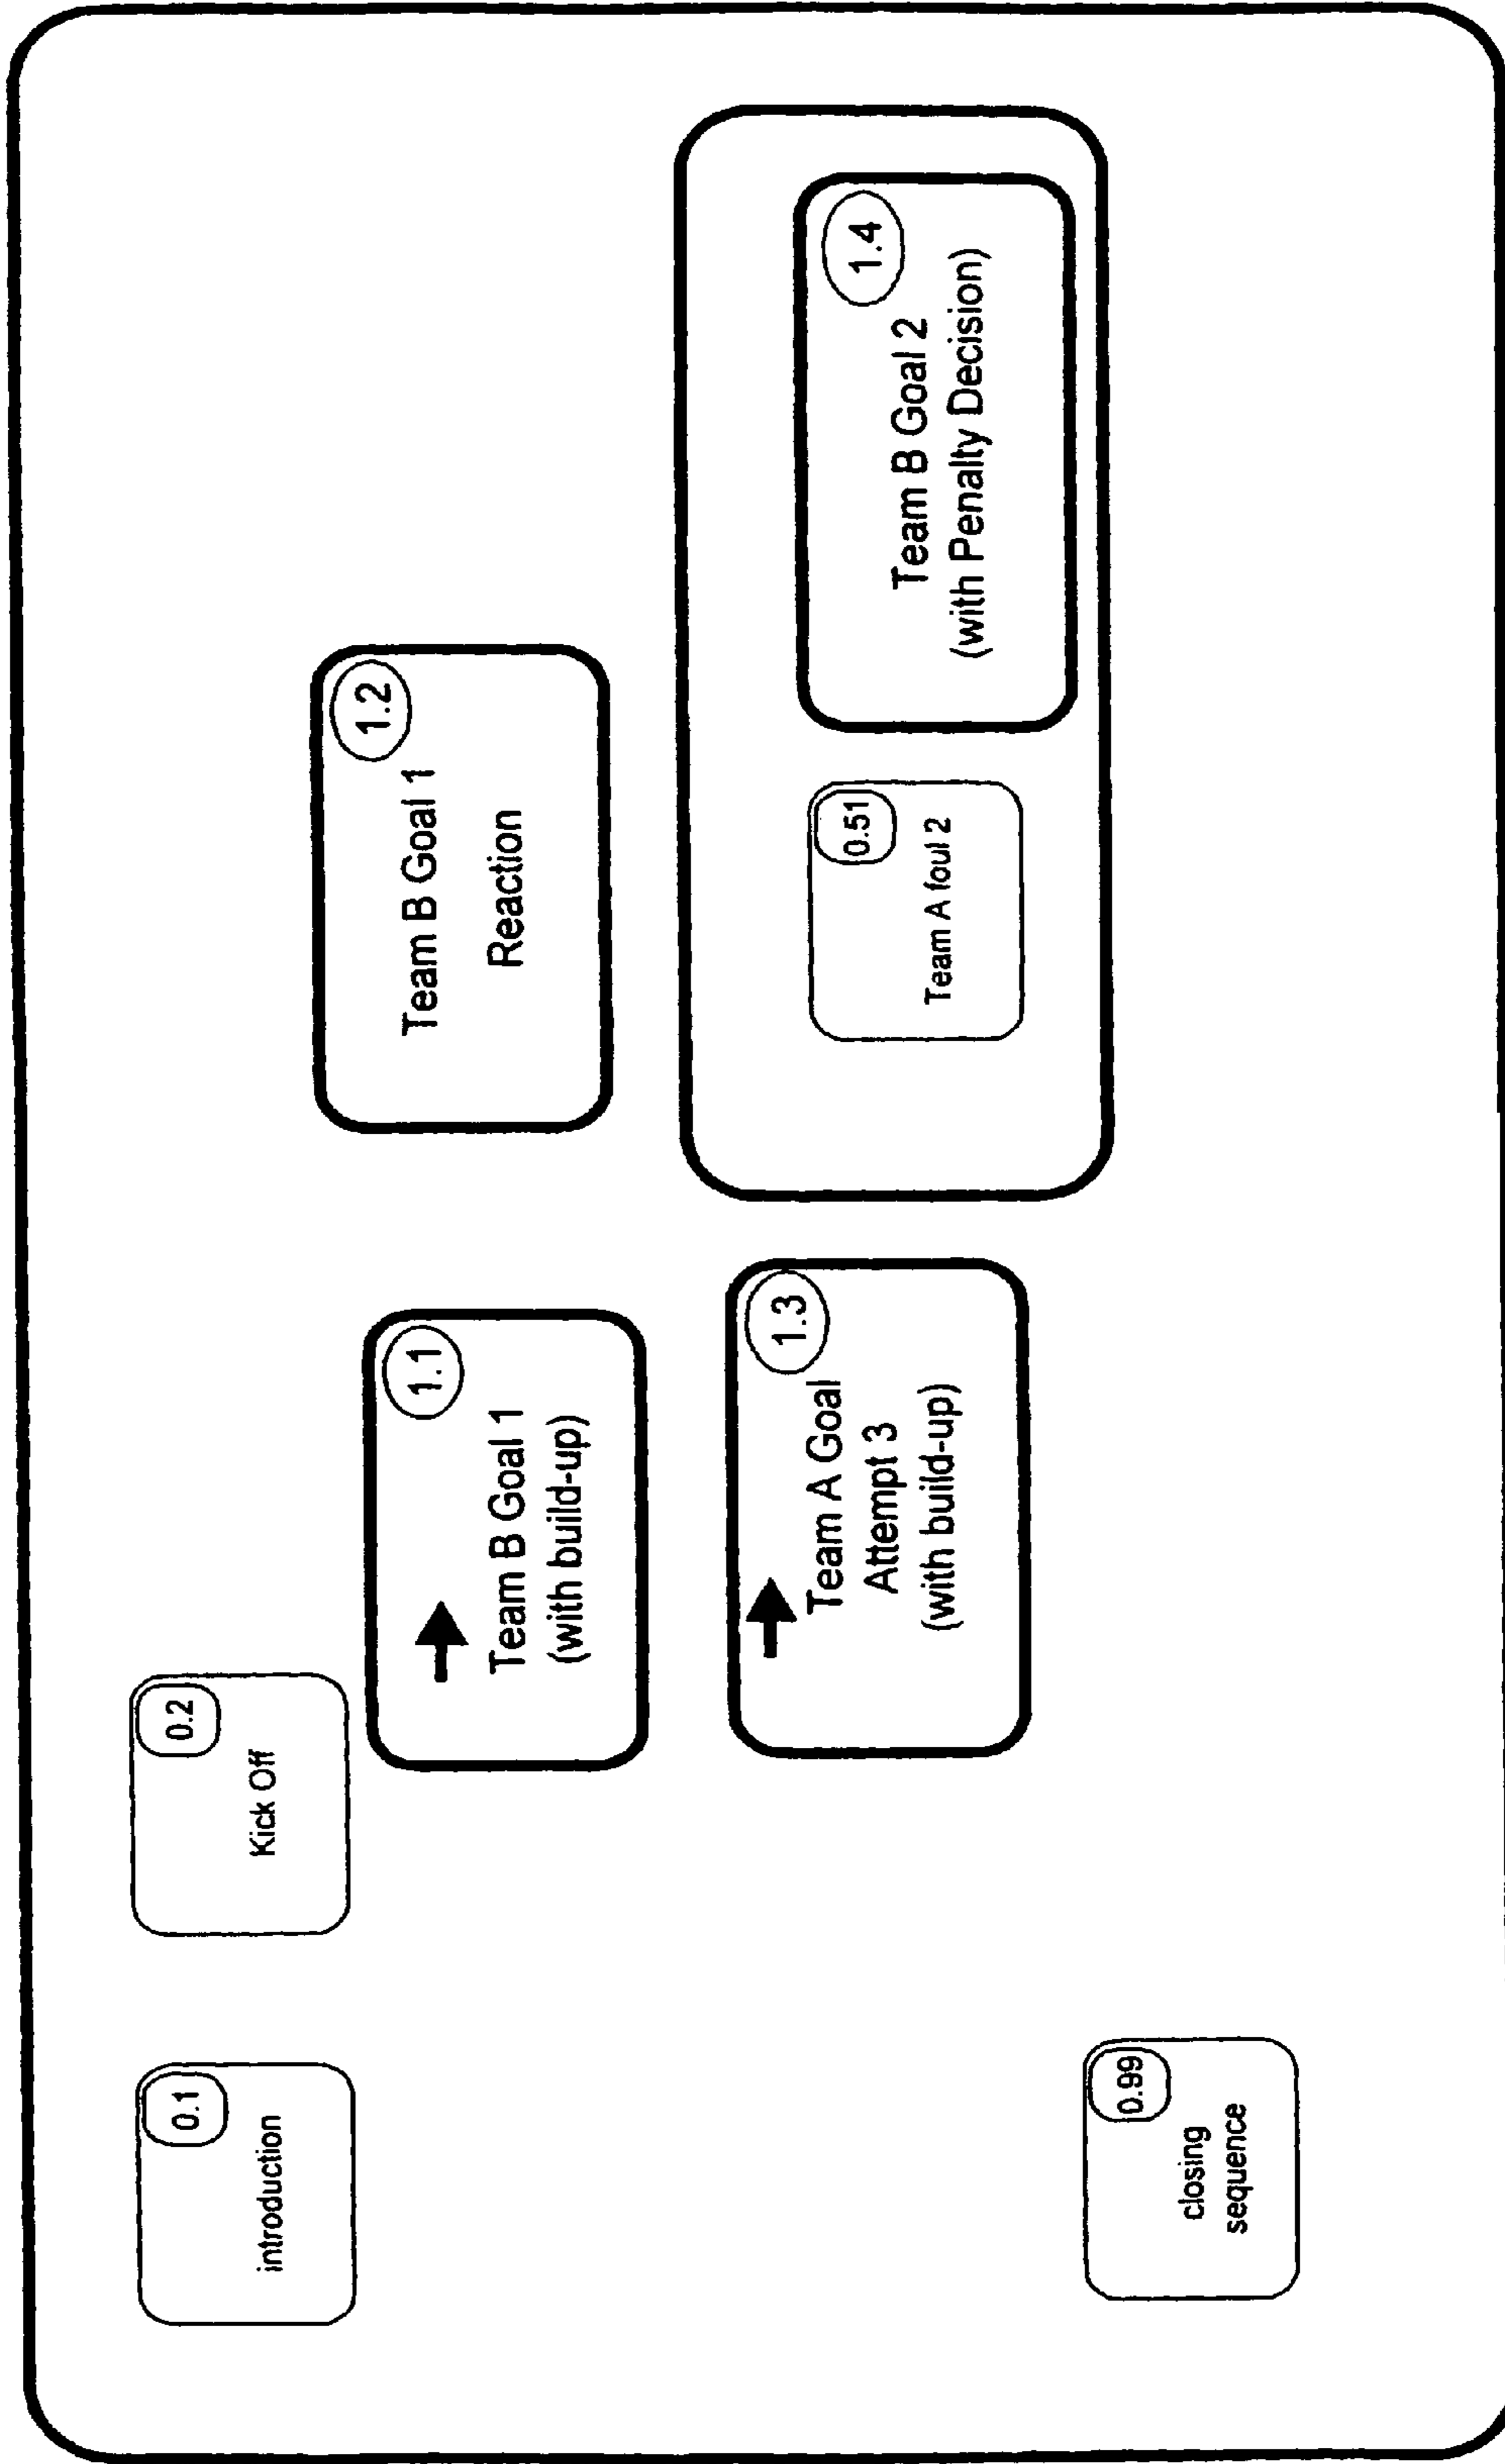 0.1
introduction
0.2
Kick Off
1.1
Team B Goal 1
(with build-up)
1.2
Team B Goal 1
Reaction
1.3
Team A Goal
Attempt 3
(with build-up)
0.51
Team A foul 2
1.4
Team B Goal 2
(with Penalty Decision)
0.99
closing
sequence